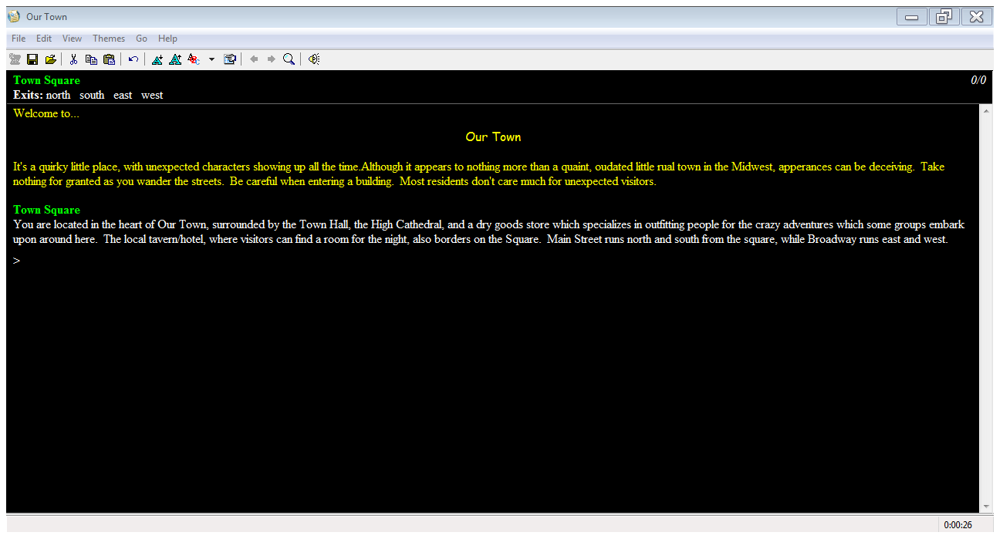 Our Town
File Edit View Themes Go Help
Town Square 0/0
Exits: north south east west
Welcome to...
Our Town
It's a quirky little place, with unexpected characters showing up all the time.Although it appears to nothing more than a quaint, oudated little rual town in the Midwest, apperances can be deceiving. Take
nothing for granted as you wander the streets. Be careful when entering a building. Most residents don't care much for unexpected visitors.
Town Square
You are located in the heart of Our Town, surrounded by the Town Hall, the High Cathedral, and a dry goods store which specializes in outfitting people for the crazy adventures which some groups embark
upon around here. The local tavern/hotel, where visitors can find a room for the night, also borders on the Square. Main Street runs north and south from the square, while Broadway runs east and west.
>
0:00:26